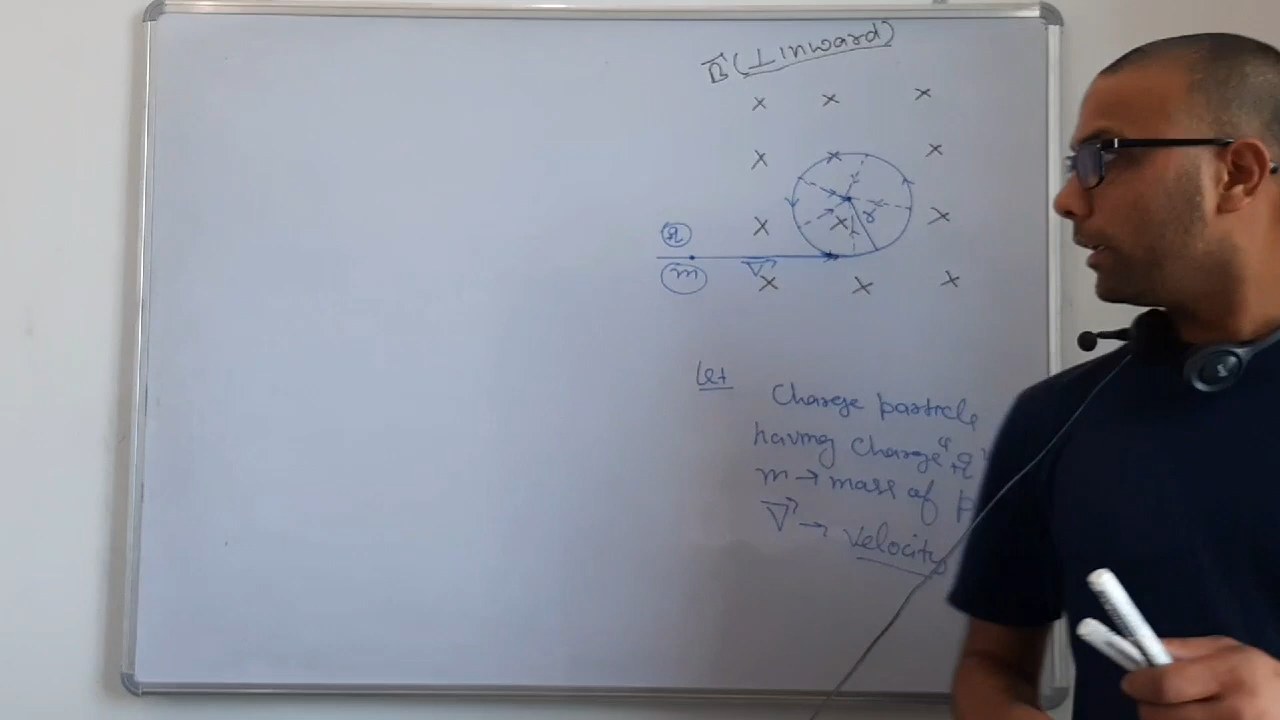 B⃗ (⊥ inward)
× × ×
× × ×
× × ×
q
r
m
V⃗
× × ×
Let
Charge particle
having charge "+q"
m → mass of p
V⃗ → velocity